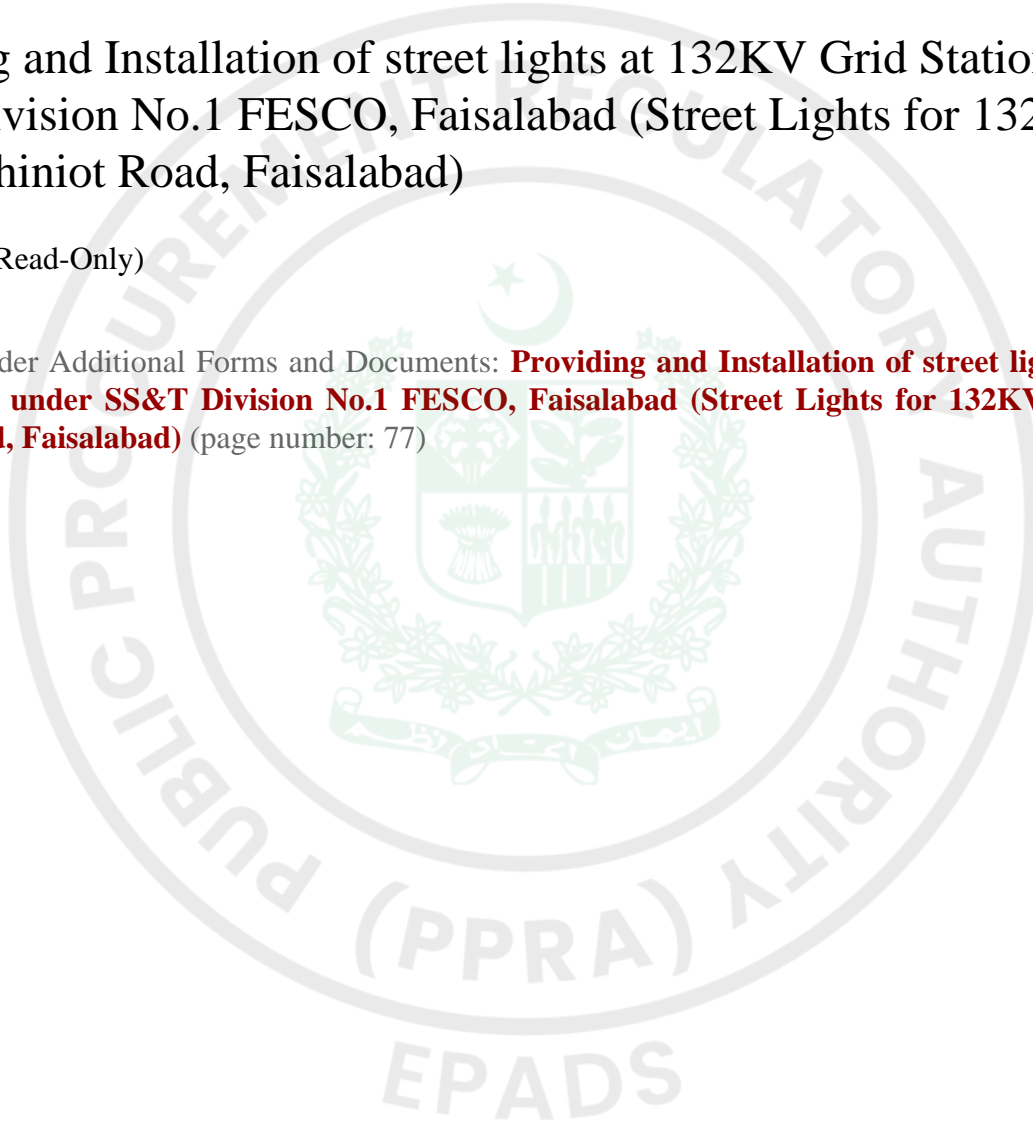 g and Installation of street lights at 132KV Grid Station
ivision No.1 FESCO, Faisalabad (Street Lights for 132
hiniot Road, Faisalabad)
Read-Only)
der Additional Forms and Documents: Providing and Installation of street lig
under SS&T Division No.1 FESCO, Faisalabad (Street Lights for 132KV
d, Faisalabad) (page number: 77)
PUBLIC PROCUREMENT REGULATORY AUTHORITY
(PPRA)
EPADS